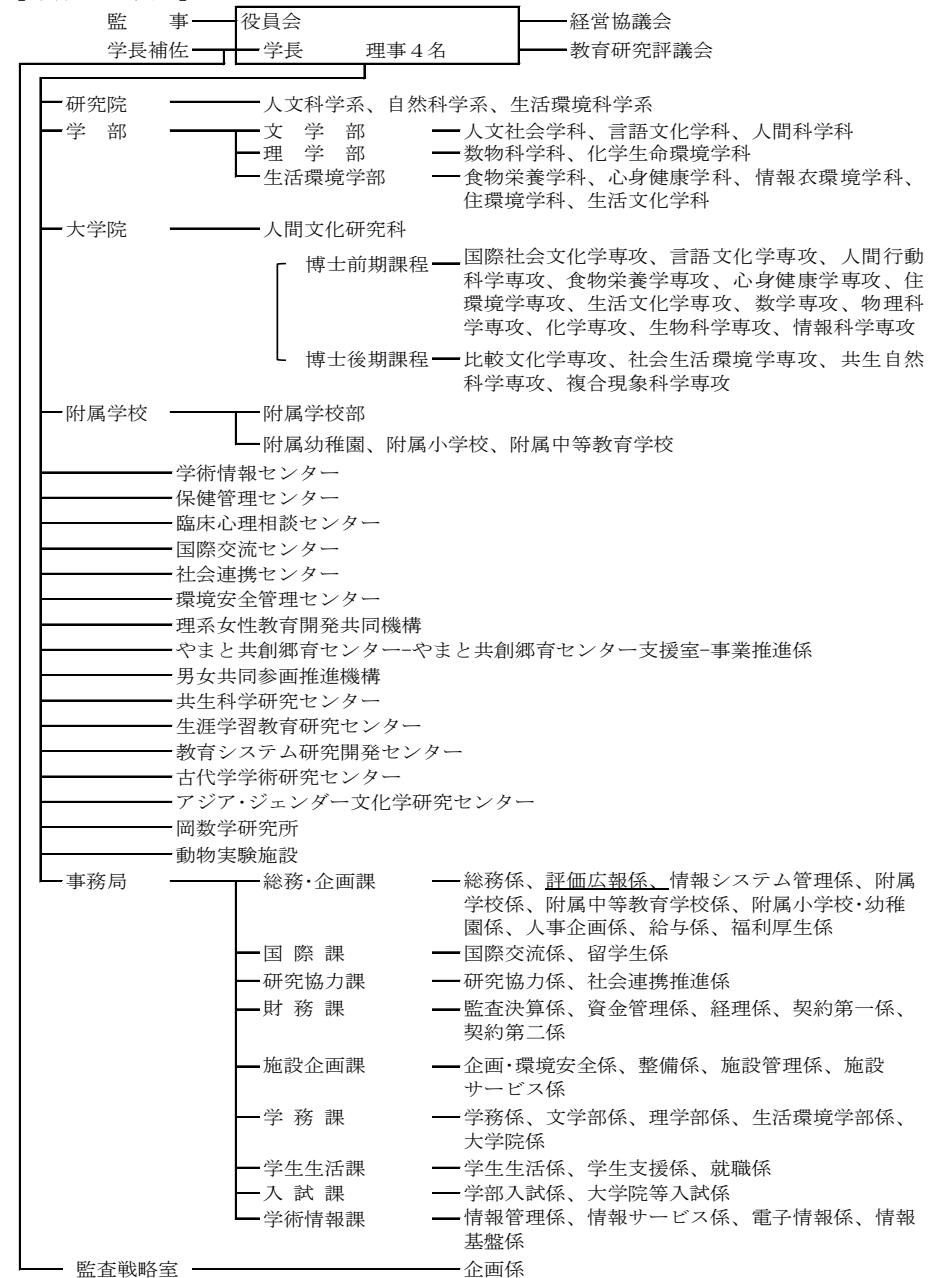 監　事　役員会　経営協議会
学長補佐　学長　理事４名　教育研究評議会
研究院　人文科学系、自然科学系、生活環境科学系
学　部　文　学　部　人文社会学科、言語文化学科、人間科学科
理　学　部　数物科学科、化学生命環境学科
生活環境学部　食物栄養学科、心身健康学科、情報衣環境学科、
住環境学科、生活文化学科
大学院　人間文化研究科
博士前期課程　国際社会文化学専攻、言語文化学専攻、人間行動
科学専攻、食物栄養学専攻、心身健康学専攻、住
環境学専攻、生活文化学専攻、数学専攻、物理科
学専攻、化学専攻、生物科学専攻、情報科学専攻
博士後期課程　比較文化学専攻、社会生活環境学専攻、共生自然
科学専攻、複合現象科学専攻
附属学校　附属学校部
附属幼稚園、附属小学校、附属中等教育学校
学術情報センター
保健管理センター
臨床心理相談センター
国際交流センター
社会連携センター
環境安全管理センター
理系女性教育開発共同機構
やまと共創郷育センター−やまと共創郷育センター支援室−事業推進係
男女共同参画推進機構
共生科学研究センター
生涯学習教育研究センター
教育システム研究開発センター
古代学学術研究センター
アジア・ジェンダー文化学研究センター
岡数学研究所
動物実験施設
事務局　総務・企画課　総務係、評価広報係、情報システム管理係、附属
学校係、附属中等教育学校係、附属小学校・幼稚
園係、人事企画係、給与係、福利厚生係
国 際 課　国際交流係、留学生係
研究協力課　研究協力係、社会連携推進係
財 務 課　監査決算係、資金管理係、経理係、契約第一係、
契約第二係
施設企画課　企画・環境安全係、整備係、施設管理係、施設
サービス係
学 務 課　学務係、文学部係、理学部係、生活環境学部係、
大学院係
学生生活課　学生生活係、学生支援係、就職係
入 試 課　学部入試係、大学院等入試係
学術情報課　情報管理係、情報サービス係、電子情報係、情報
基盤係
監査戦略室　企画係